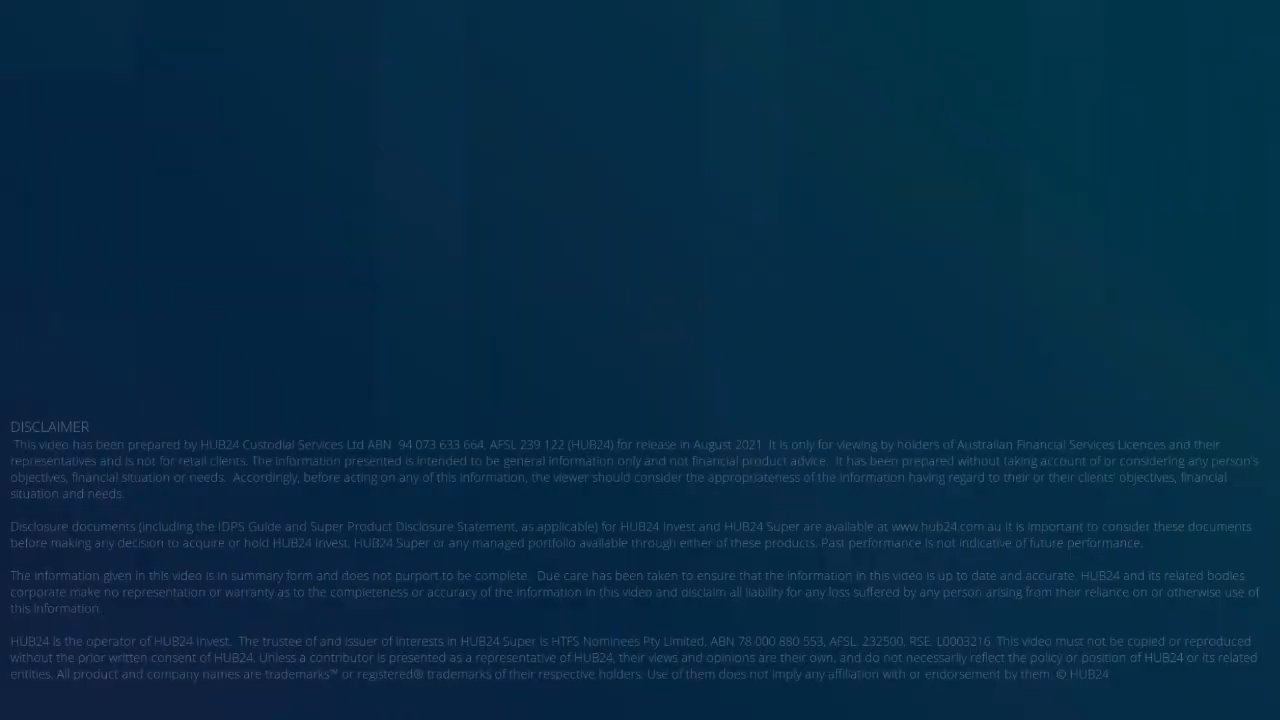 DISCLAIMER
This video has been prepared by HUB24 Custodial Services Ltd ABN 94 073 633 664, AFSL 239 122 (HUB24) for release in August 2021. It is only for viewing by holders of Australian Financial Services Licences and their
representatives and is not for retail clients. The information presented is intended to be general information only and not financial product advice. It has been prepared without taking account of or considering any person's
objectives, financial situation or needs. Accordingly, before acting on any of this information, the viewer should consider the appropriateness of the information having regard to their or their clients' objectives, financial
situation and needs.
Disclosure documents (including the IDPS Guide and Super Product Disclosure Statement, as applicable) for HUB24 Invest and HUB24 Super are available at www.hub24.com.au It is important to consider these documents
before making any decision to acquire or hold HUB24 Invest, HUB24 Super or any managed portfolio available through either of these products. Past performance is not indicative of future performance.
The information given in this video is in summary form and does not purport to be complete. Due care has been taken to ensure that the information in this video is up to date and accurate. HUB24 and its related bodies
corporate make no representation or warranty as to the completeness or accuracy of the information in this video and disclaim all liability for any loss suffered by any person arising from their reliance on or otherwise use of
this information.
HUB24 is the operator of HUB24 Invest. The trustee of and issuer of interests in HUB24 Super is HTFS Nominees Pty Limited, ABN 78 000 880 553, AFSL 232500, RSE L0003216 This video must not be copied or reproduced
without the prior written consent of HUB24. Unless a contributor is presented as a representative of HUB24, their views and opinions are their own, and do not necessarily reflect the policy or position of HUB24 or its related
entities. All product and company names are trademarks™ or registered® trademarks of their respective holders. Use of them does not imply any affiliation with or endorsement by them. © HUB24